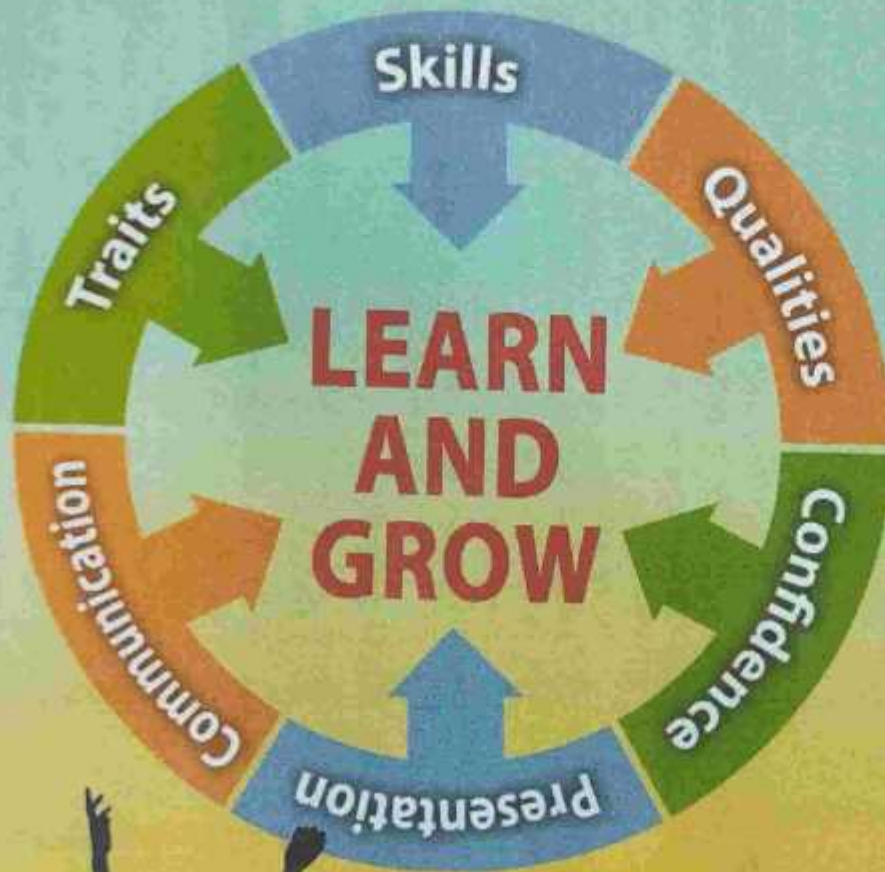 Skills
Qualities
Confidence
Presentation
Communication
Traits
LEARN
AND
GROW